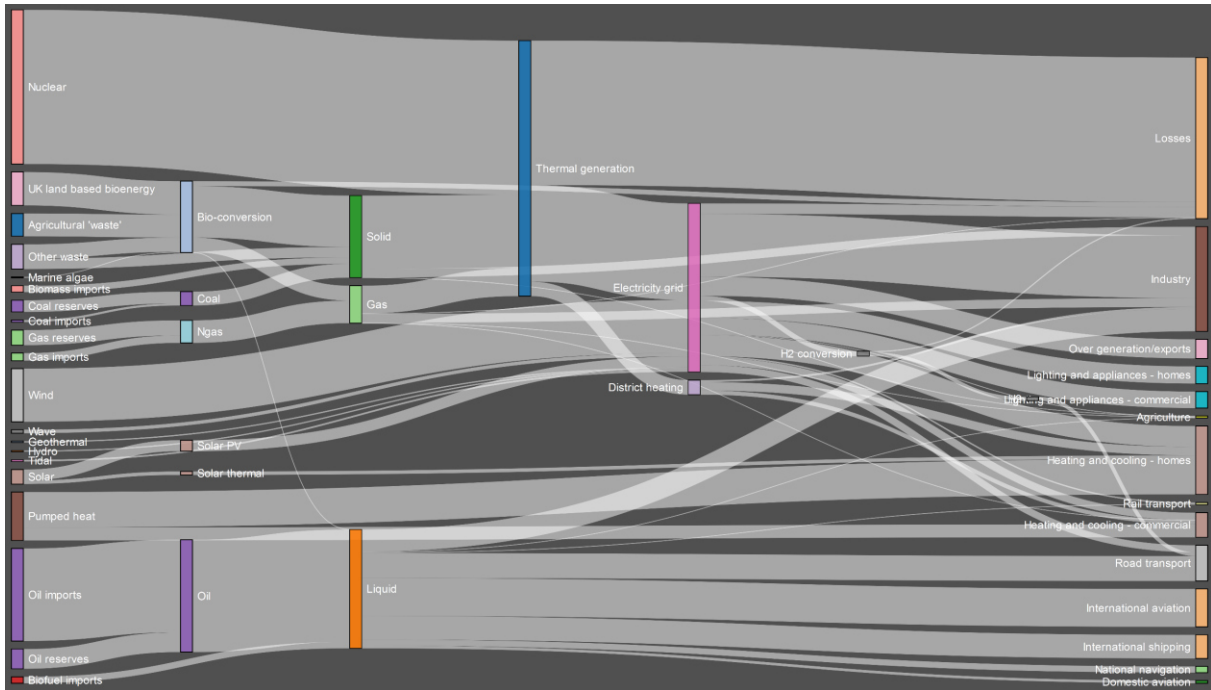 Nuclear
UK land based bioenergy
Agricultural 'waste'
Other waste
Marine algae
Biomass imports
Coal reserves
Coal imports
Gas reserves
Gas imports
Wind
Wave
Geothermal
Hydro
Tidal
Solar
Pumped heat
Oil imports
Oil reserves
Biofuel imports
Bio-conversion
Coal
Ngas
Solar PV
Solar thermal
Oil
Solid
Gas
Liquid
Thermal generation
Electricity grid
District heating
H2 conversion
Losses
Industry
Over generation/exports
Lighting and appliances - homes
Lighting and appliances - commercial
Agriculture
Heating and cooling - homes
Rail transport
Heating and cooling - commercial
Road transport
International aviation
International shipping
National navigation
Domestic aviation